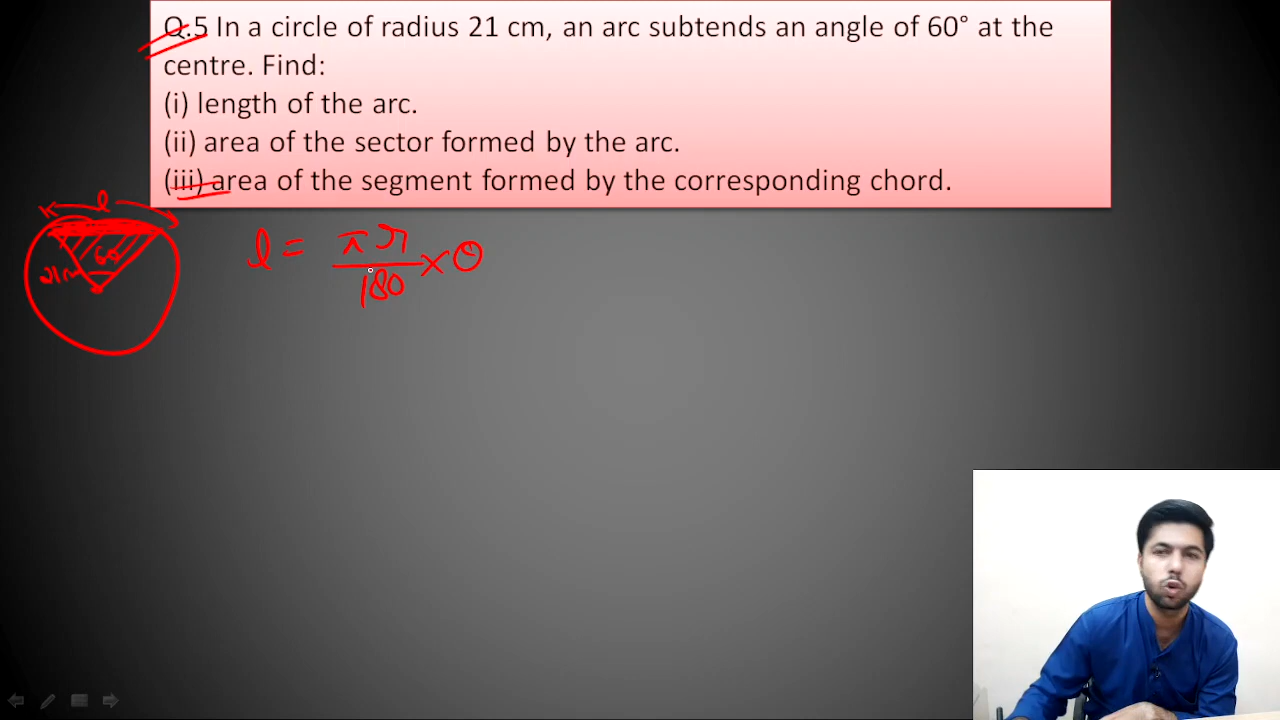 Q.5 In a circle of radius 21 cm, an arc subtends an angle of 60° at the
centre. Find:
(i) length of the arc.
(ii) area of the sector formed by the arc.
(iii) area of the segment formed by the corresponding chord.
l
60
21
l = πr/180 × θ